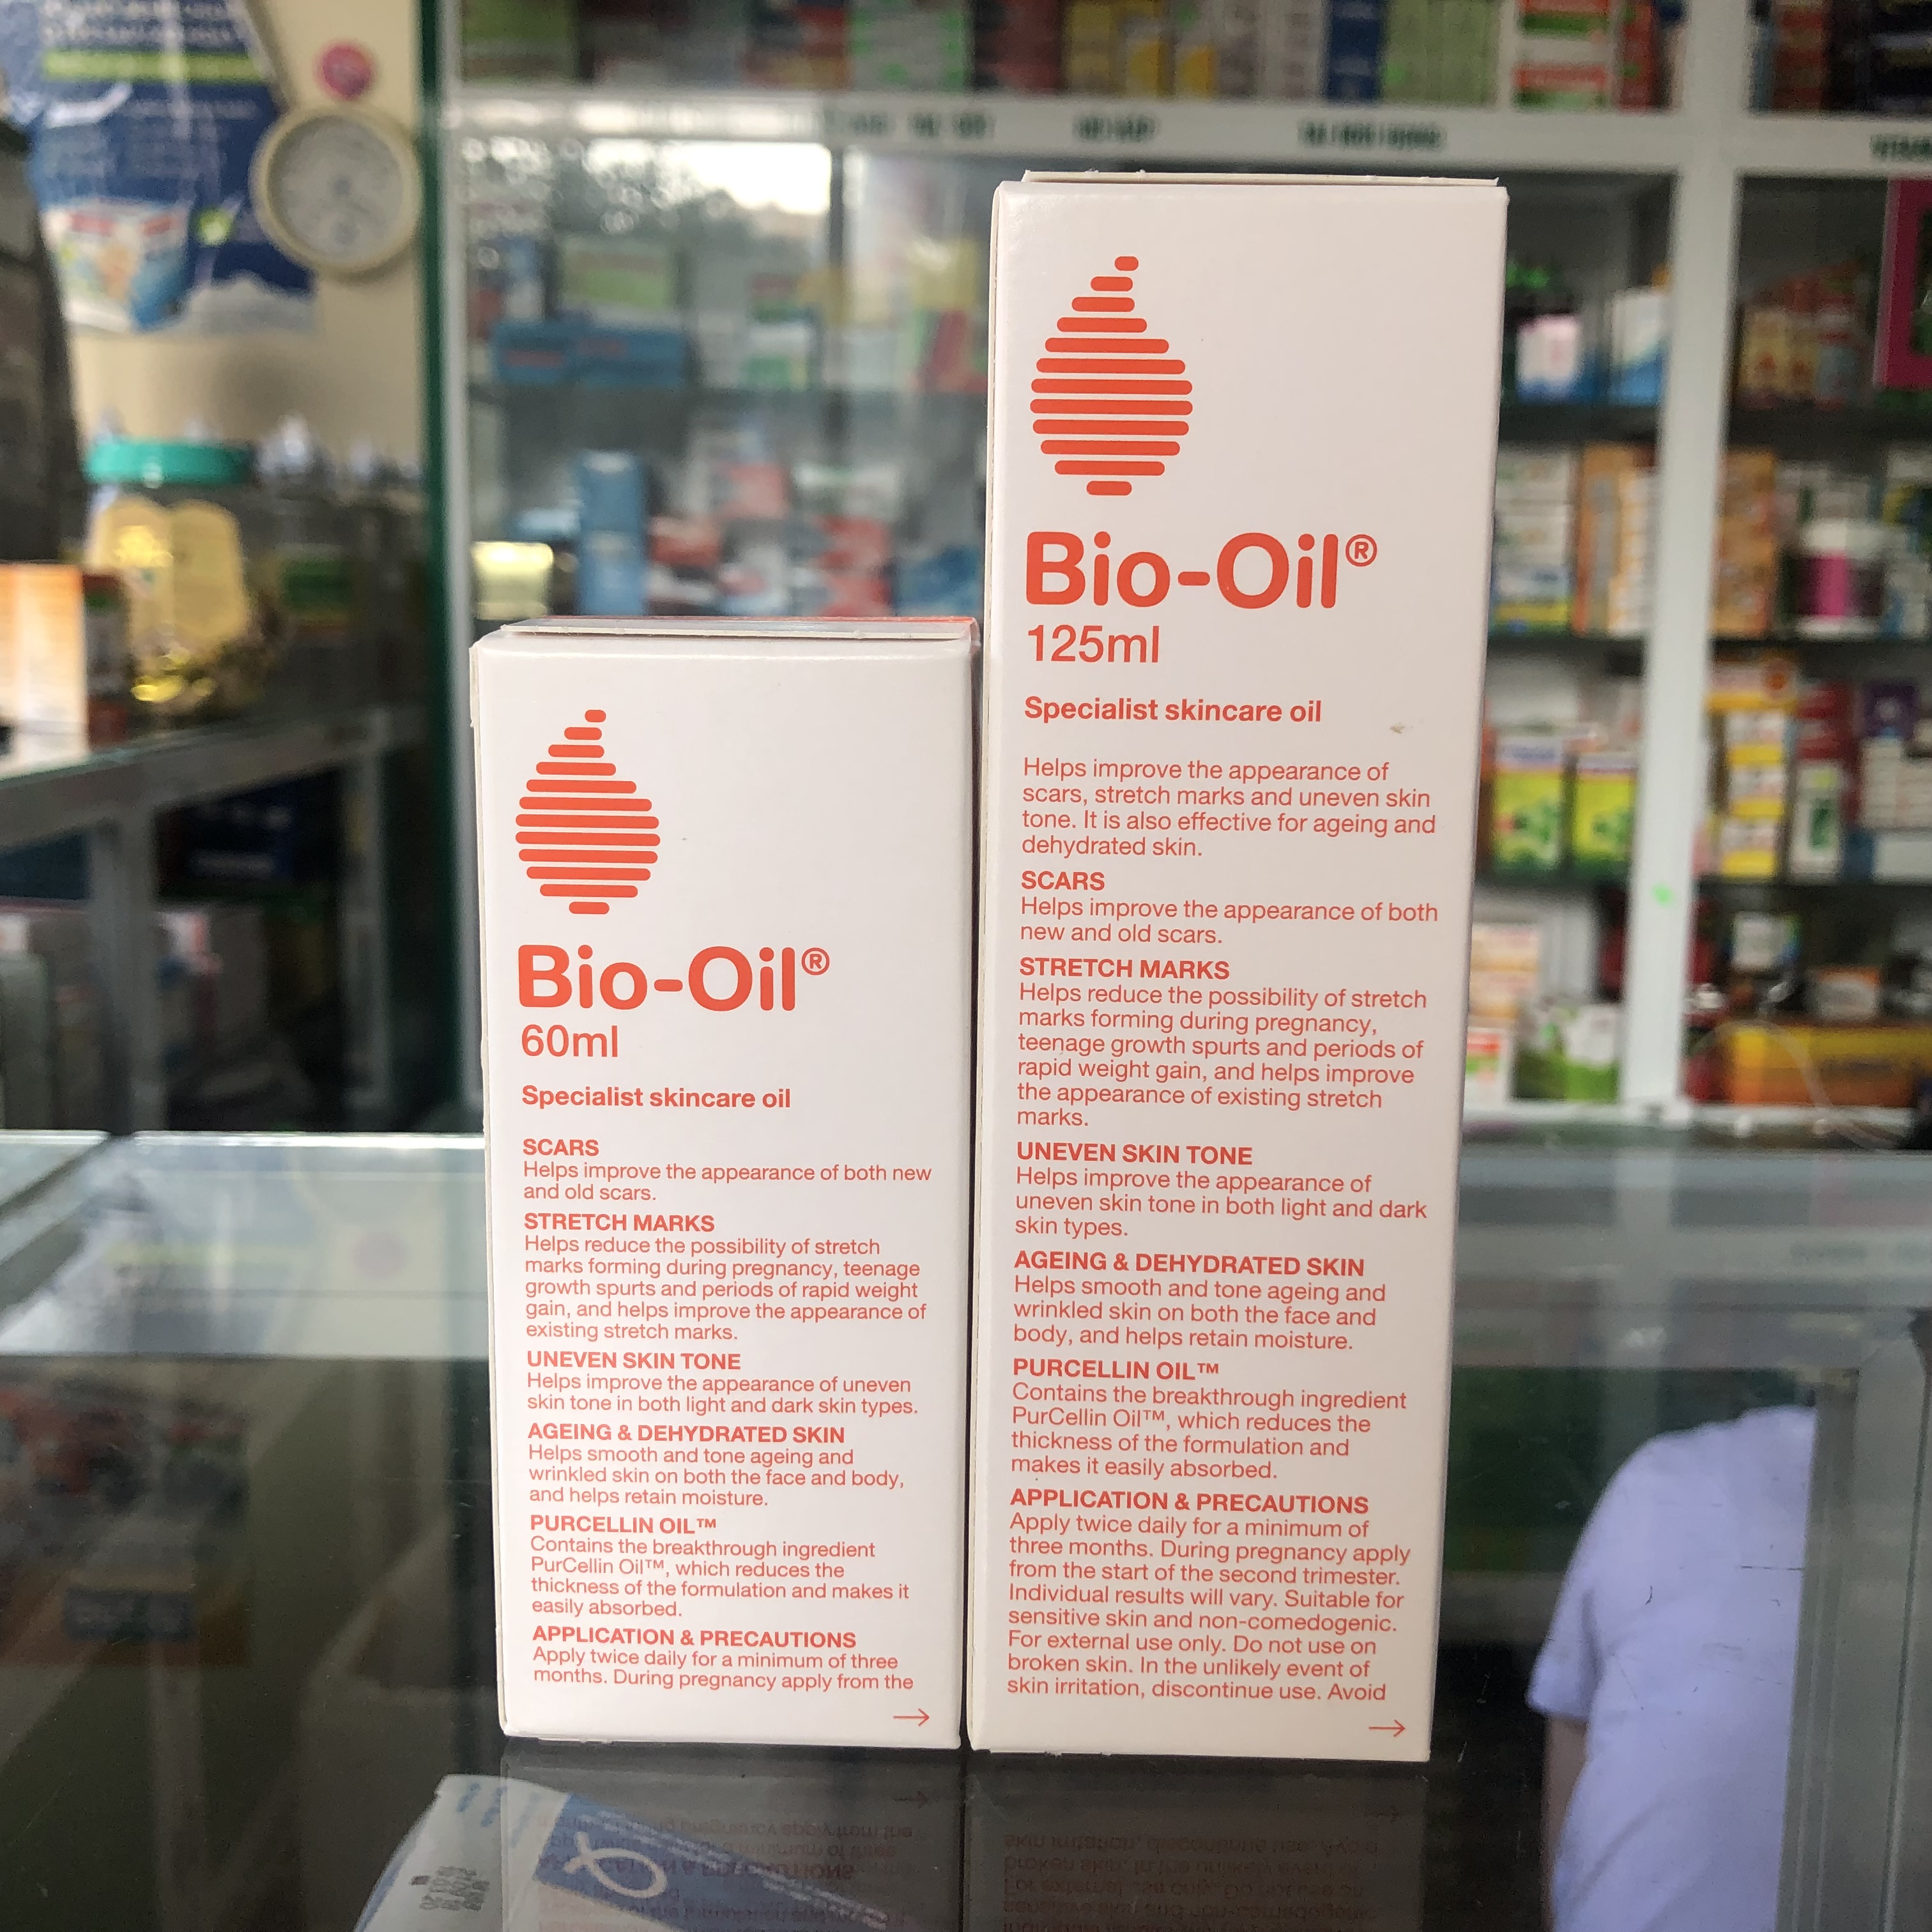 Bio-Oil®
60ml
Specialist skincare oil
SCARS
Helps improve the appearance of both new
and old scars.
STRETCH MARKS
Helps reduce the possibility of stretch
marks forming during pregnancy, teenage
growth spurts and periods of rapid weight
gain, and helps improve the appearance of
existing stretch marks.
UNEVEN SKIN TONE
Helps improve the appearance of uneven
skin tone in both light and dark skin types.
AGEING & DEHYDRATED SKIN
Helps smooth and tone ageing and
wrinkled skin on both the face and body,
and helps retain moisture.
PURCELLIN OIL™
Contains the breakthrough ingredient
PurCellin Oil™, which reduces the
thickness of the formulation and makes it
easily absorbed.
APPLICATION & PRECAUTIONS
Apply twice daily for a minimum of three
months. During pregnancy apply from the
→
Bio-Oil®
125ml
Specialist skincare oil
Helps improve the appearance of
scars, stretch marks and uneven skin
tone. It is also effective for ageing and
dehydrated skin.
SCARS
Helps improve the appearance of both
new and old scars.
STRETCH MARKS
Helps reduce the possibility of stretch
marks forming during pregnancy,
teenage growth spurts and periods of
rapid weight gain, and helps improve
the appearance of existing stretch
marks.
UNEVEN SKIN TONE
Helps improve the appearance of
uneven skin tone in both light and dark
skin types.
AGEING & DEHYDRATED SKIN
Helps smooth and tone ageing and
wrinkled skin on both the face and
body, and helps retain moisture.
PURCELLIN OIL™
Contains the breakthrough ingredient
PurCellin Oil™, which reduces the
thickness of the formulation and
makes it easily absorbed.
APPLICATION & PRECAUTIONS
Apply twice daily for a minimum of
three months. During pregnancy apply
from the start of the second trimester.
Individual results will vary. Suitable for
sensitive skin and non-comedogenic.
For external use only. Do not use on
broken skin. In the unlikely event of
skin irritation, discontinue use. Avoid
→